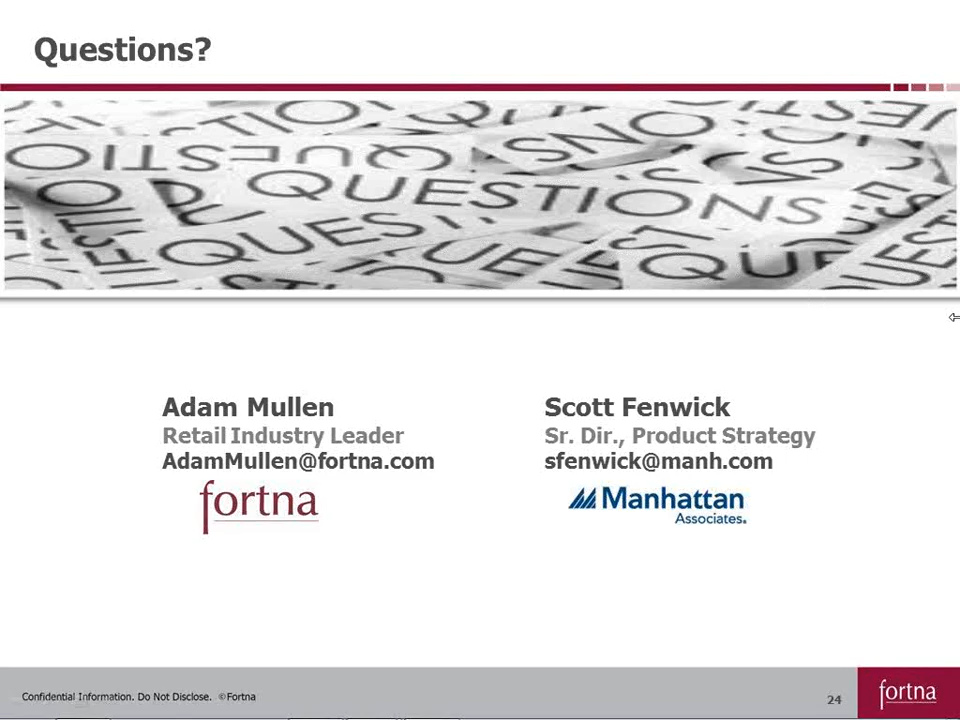 Questions?
QUESTIONS
Adam Mullen
Retail Industry Leader
AdamMullen@fortna.com
fortna
Scott Fenwick
Sr. Dir., Product Strategy
sfenwick@manh.com
Manhattan
Associates.
Confidential Information. Do Not Disclose. ©Fortna
24
fortna